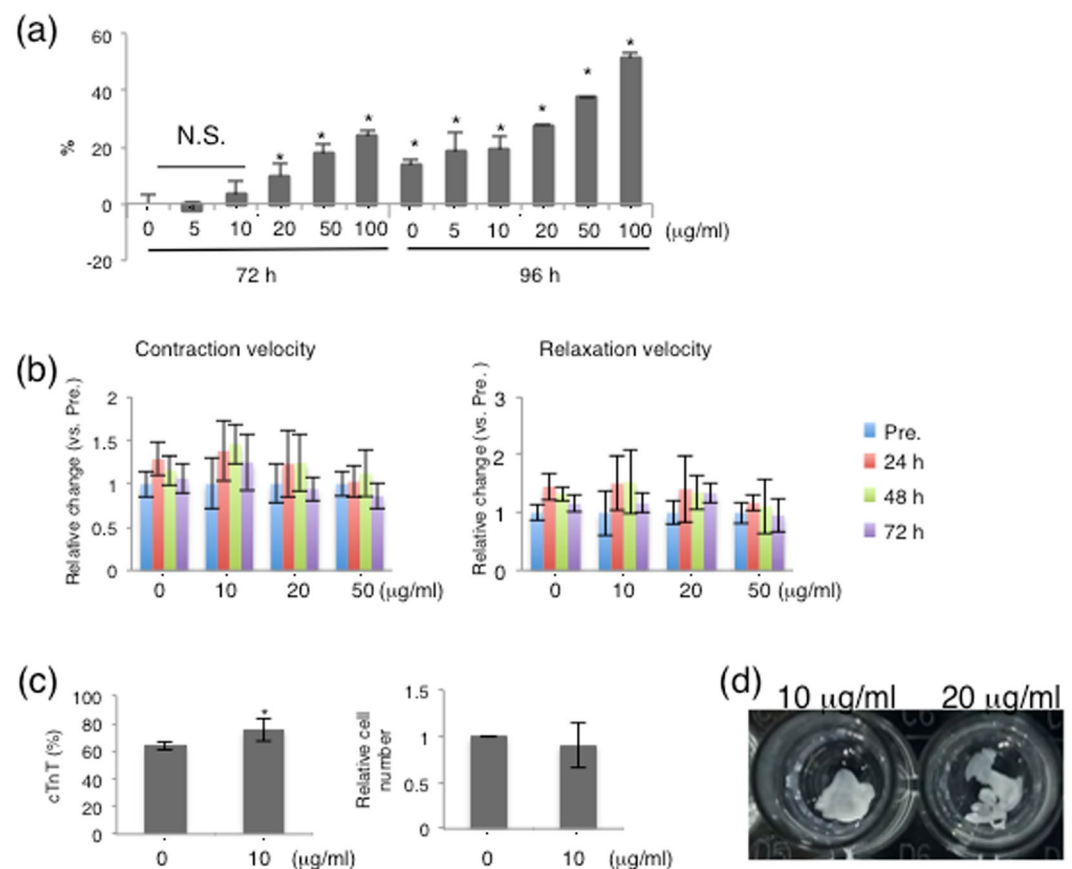 (a)
60
40
20
0
-20
%
N.S.
* * * * * * * * *
0 5 10 20 50 100 0 5 10 20 50 100 (μg/ml)
72 h 96 h
(b)
Contraction velocity
Relative change (vs. Pre.)
2
1.5
1
0.5
0
0 10 20 50 (μg/ml)
Relaxation velocity
Relative change (vs. Pre. )
3
2
1
0
0 10 20 50 (μg/ml)
Pre.
24 h
48 h
72 h
(c)
cTnT (%)
100
80
60
40
20
0
*
0 10 (μg/ml)
Relative cell
number
1.5
1
0.5
0
0 10 (μg/ml)
(d)
10 μg/ml 20 μg/ml
C6
D5 D6